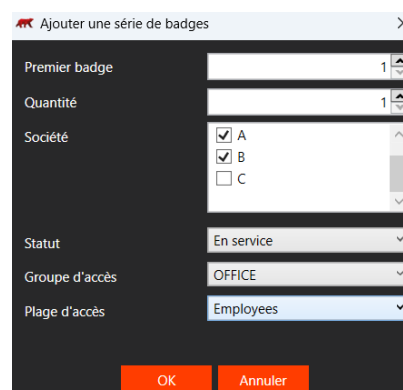 Ajouter une série de badges
Premier badge 1
Quantité 1
Société A
B
C
Statut En service
Groupe d'accès OFFICE
Plage d'accès Employees
OK Annuler